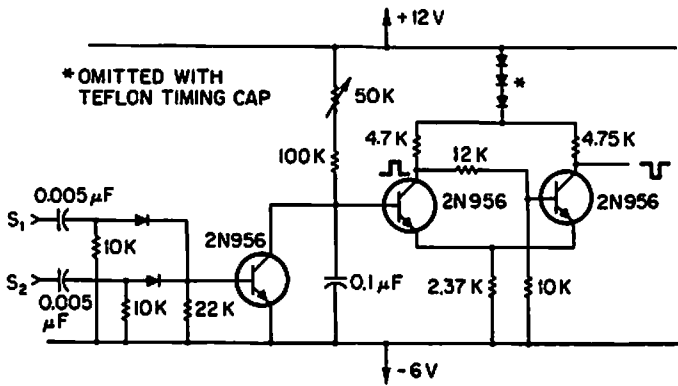 +12V
* OMITTED WITH
TEFLON TIMING CAP
*
50K
100K
4.7K
12K
4.75K
0.005μF
S1
10K
2N956
2N956
2N956
S2
0.005
μF
10K
22K
0.1μF
2.37K
10K
-6V